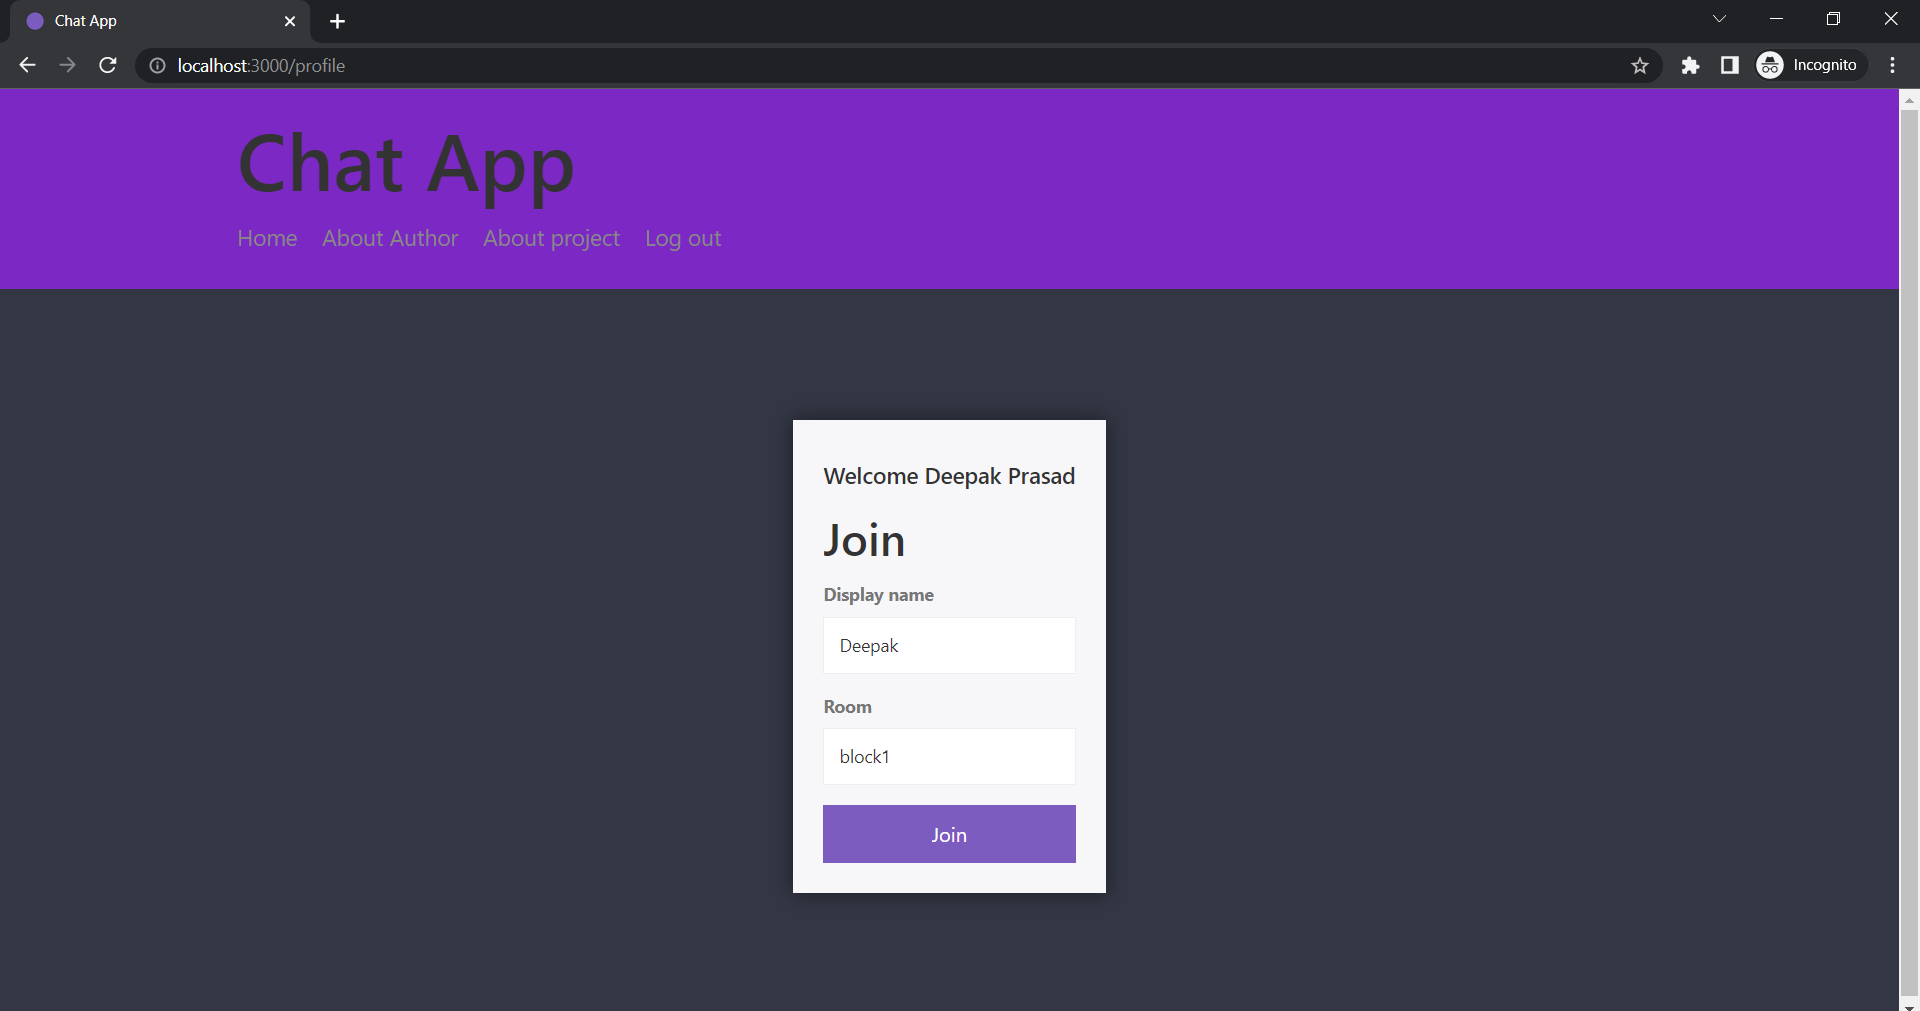 Chat App
localhost:3000/profile
Incognito
Chat App
Home About Author About project Log out
Welcome Deepak Prasad
Join
Display name
Deepak
Room
block1
Join